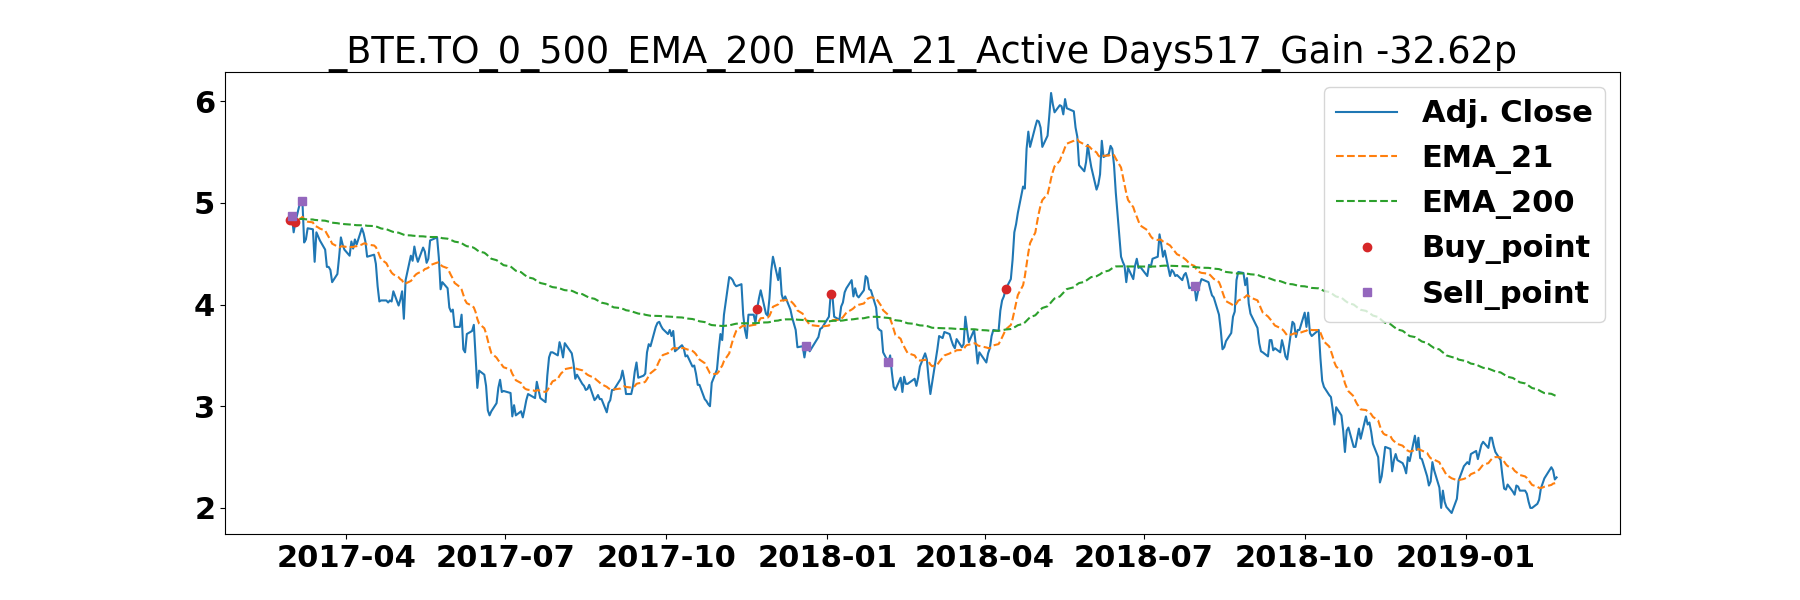 _BTE.TO_0_500_EMA_200_EMA_21_Active Days517_Gain -32.62p
6
5
4
3
2
Adj. Close
EMA_21
EMA_200
Buy_point
Sell_point
2017-04 2017-07 2017-10 2018-01 2018-04 2018-07 2018-10 2019-01